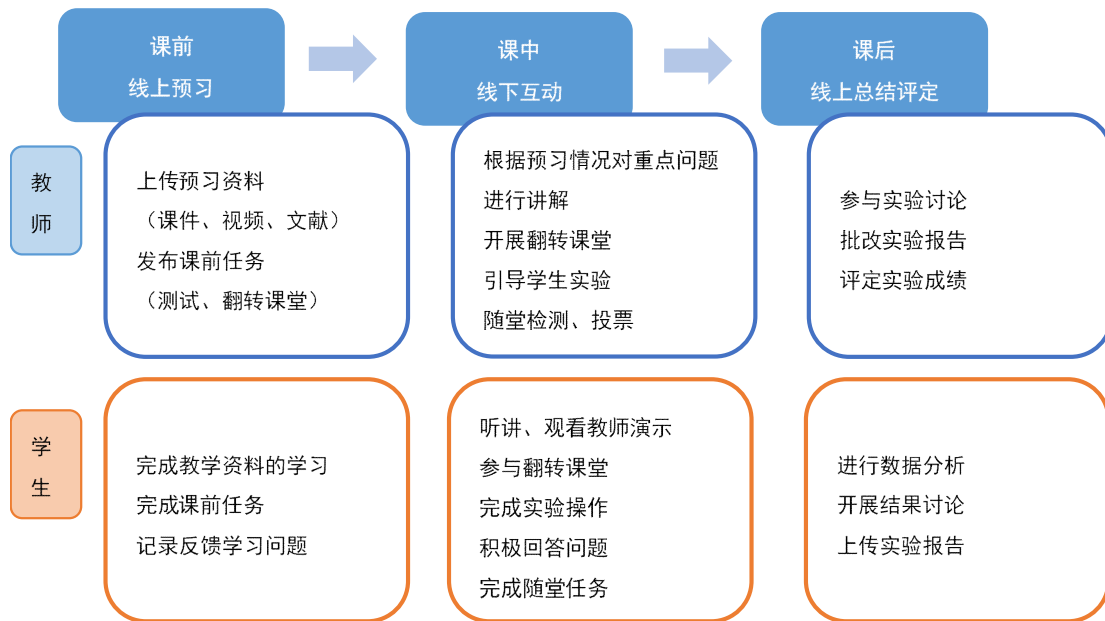 课前
线上预习
课中
线下互动
课后
线上总结评定
教
师
上传预习资料
（课件、视频、文献）
发布课前任务
（测试、翻转课堂）
根据预习情况对重点问题
进行讲解
开展翻转课堂
引导学生实验
随堂检测、投票
参与实验讨论
批改实验报告
评定实验成绩
学
生
完成教学资料的学习
完成课前任务
记录反馈学习问题
听讲、观看教师演示
参与翻转课堂
完成实验操作
积极回答问题
完成随堂任务
进行数据分析
开展结果讨论
上传实验报告